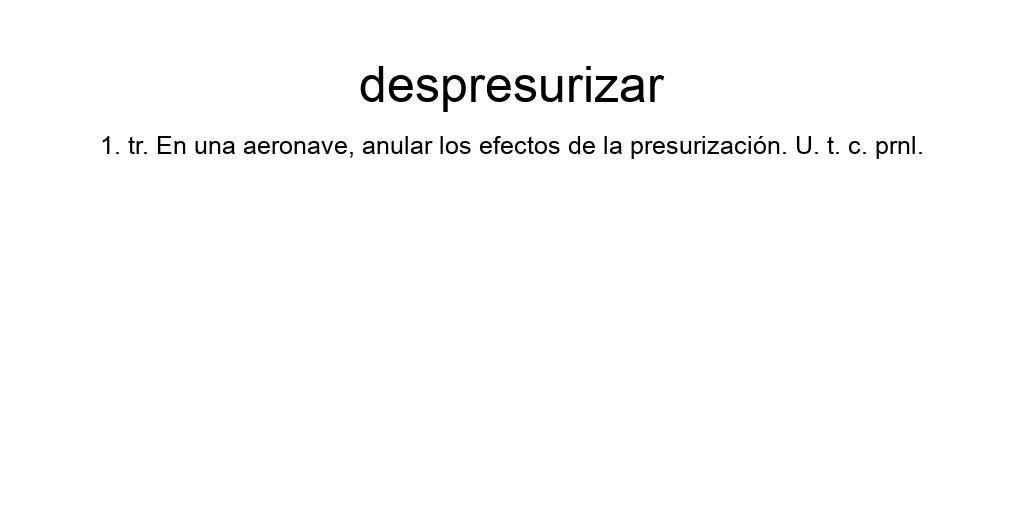 despresurizar
1. tr. En una aeronave, anular los efectos de la presurización. U. t. c. prnl.